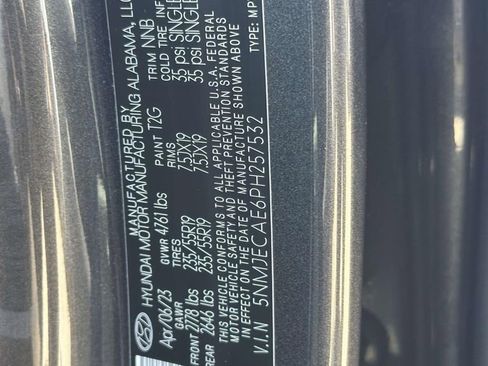 MANUFACTURED BY
HYUNDAI MOTOR MANUFACTURING ALABAMA, LLC
Apr/06/23 GVWR 4761 lbs PAINT T2G TRIM NNB
GAWR TIRES RIMS COLD TIRE INF
FRONT 2778 lbs 235/55R19 7.5JX19 35 psi SINGLE
REAR 2646 lbs 235/55R19 7.5JX19 35 psi SINGLE
THIS VEHICLE CONFORMS TO ALL APPLICABLE U.S.A. FEDERAL
MOTOR VEHICLE SAFETY AND THEFT PREVENTION STANDARDS
IN EFFECT ON THE DATE OF MANUFACTURE SHOWN ABOVE.
V.I.N 5NMJECAE6PH257532 TYPE: MP